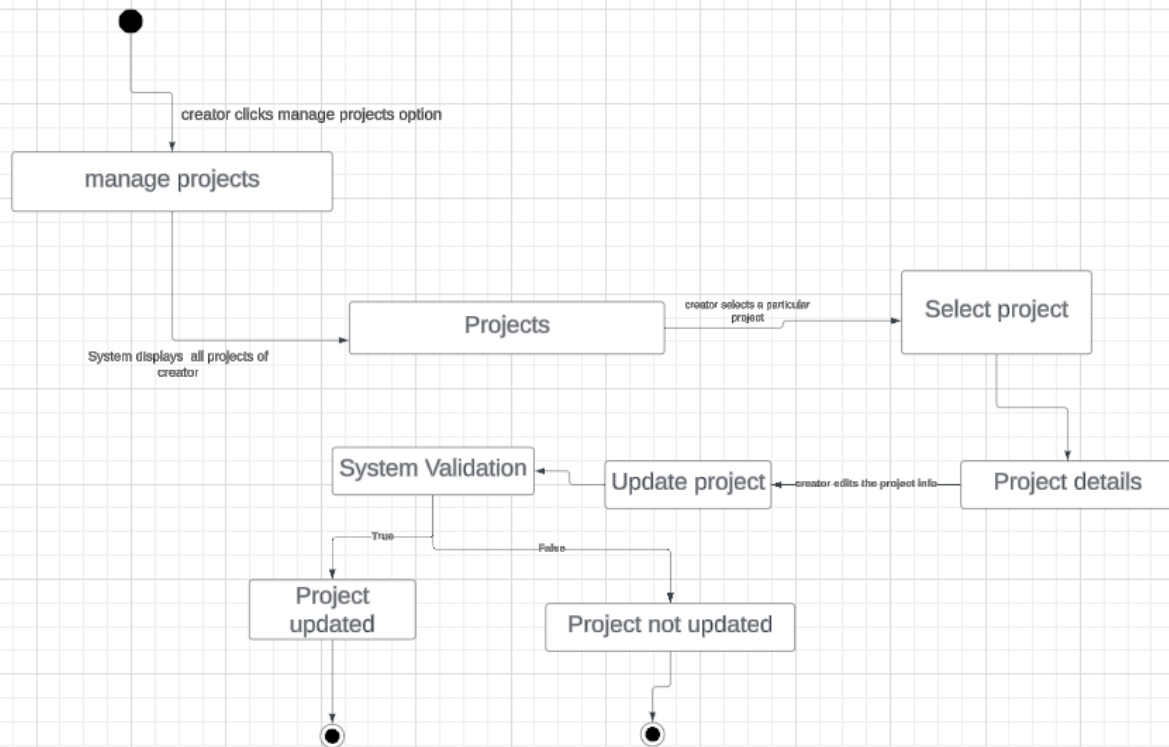 creator clicks manage projects option
manage projects
Projects
creator selects a particular
project
Select project
System displays all projects of
creator
System Validation
Update project
creator edits the project info
Project details
True
False
Project
updated
Project not updated